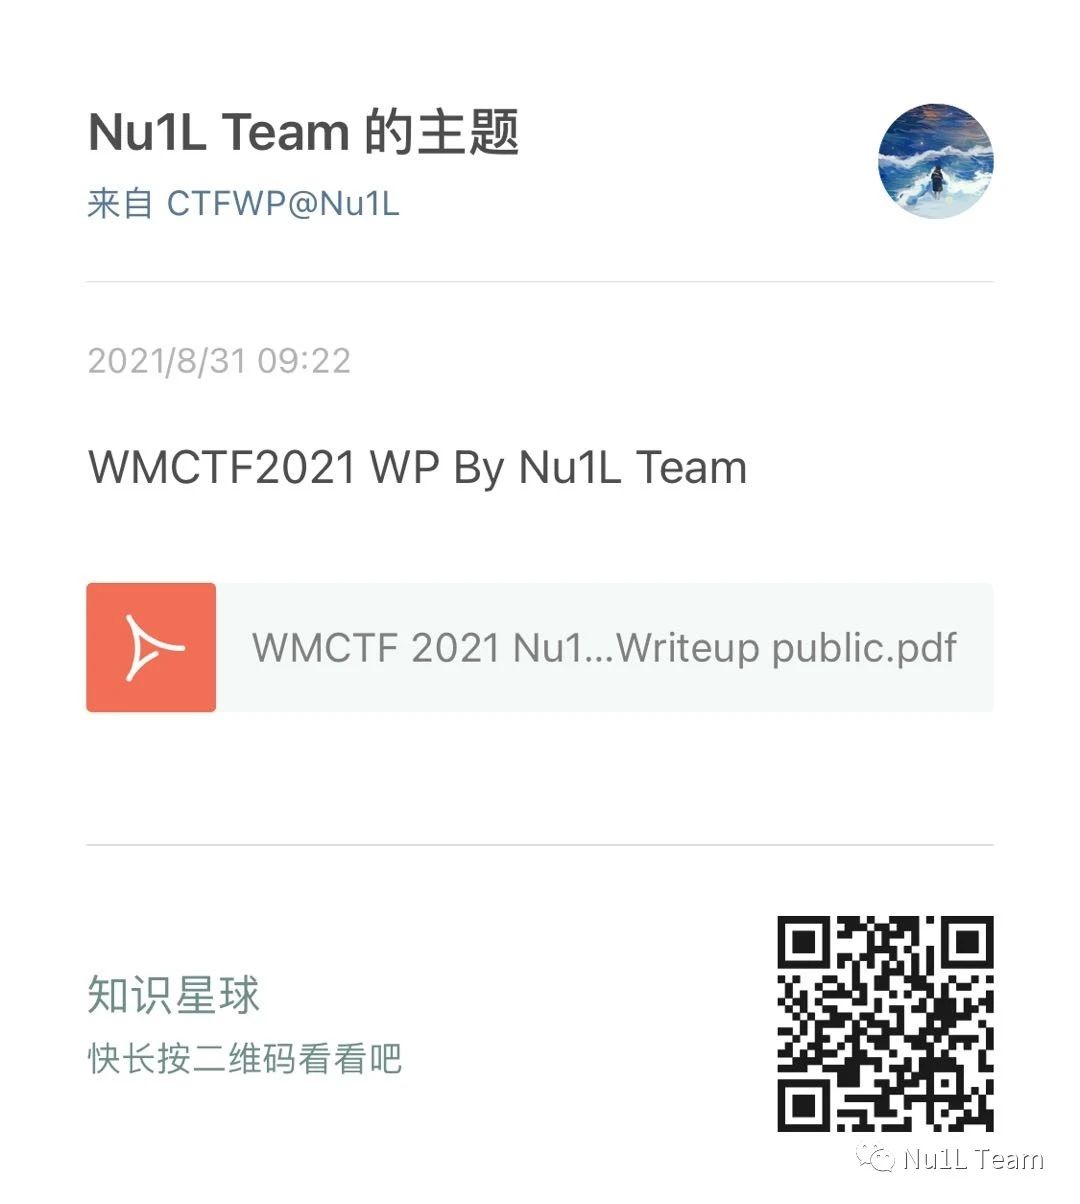 Nu1L Team 的主题
来自 CTFWP@Nu1L
2021/8/31 09:22
WMCTF2021 WP By Nu1L Team
WMCTF 2021 Nu1...Writeup public.pdf
知识星球
快长按二维码看看吧
Nu1L Team